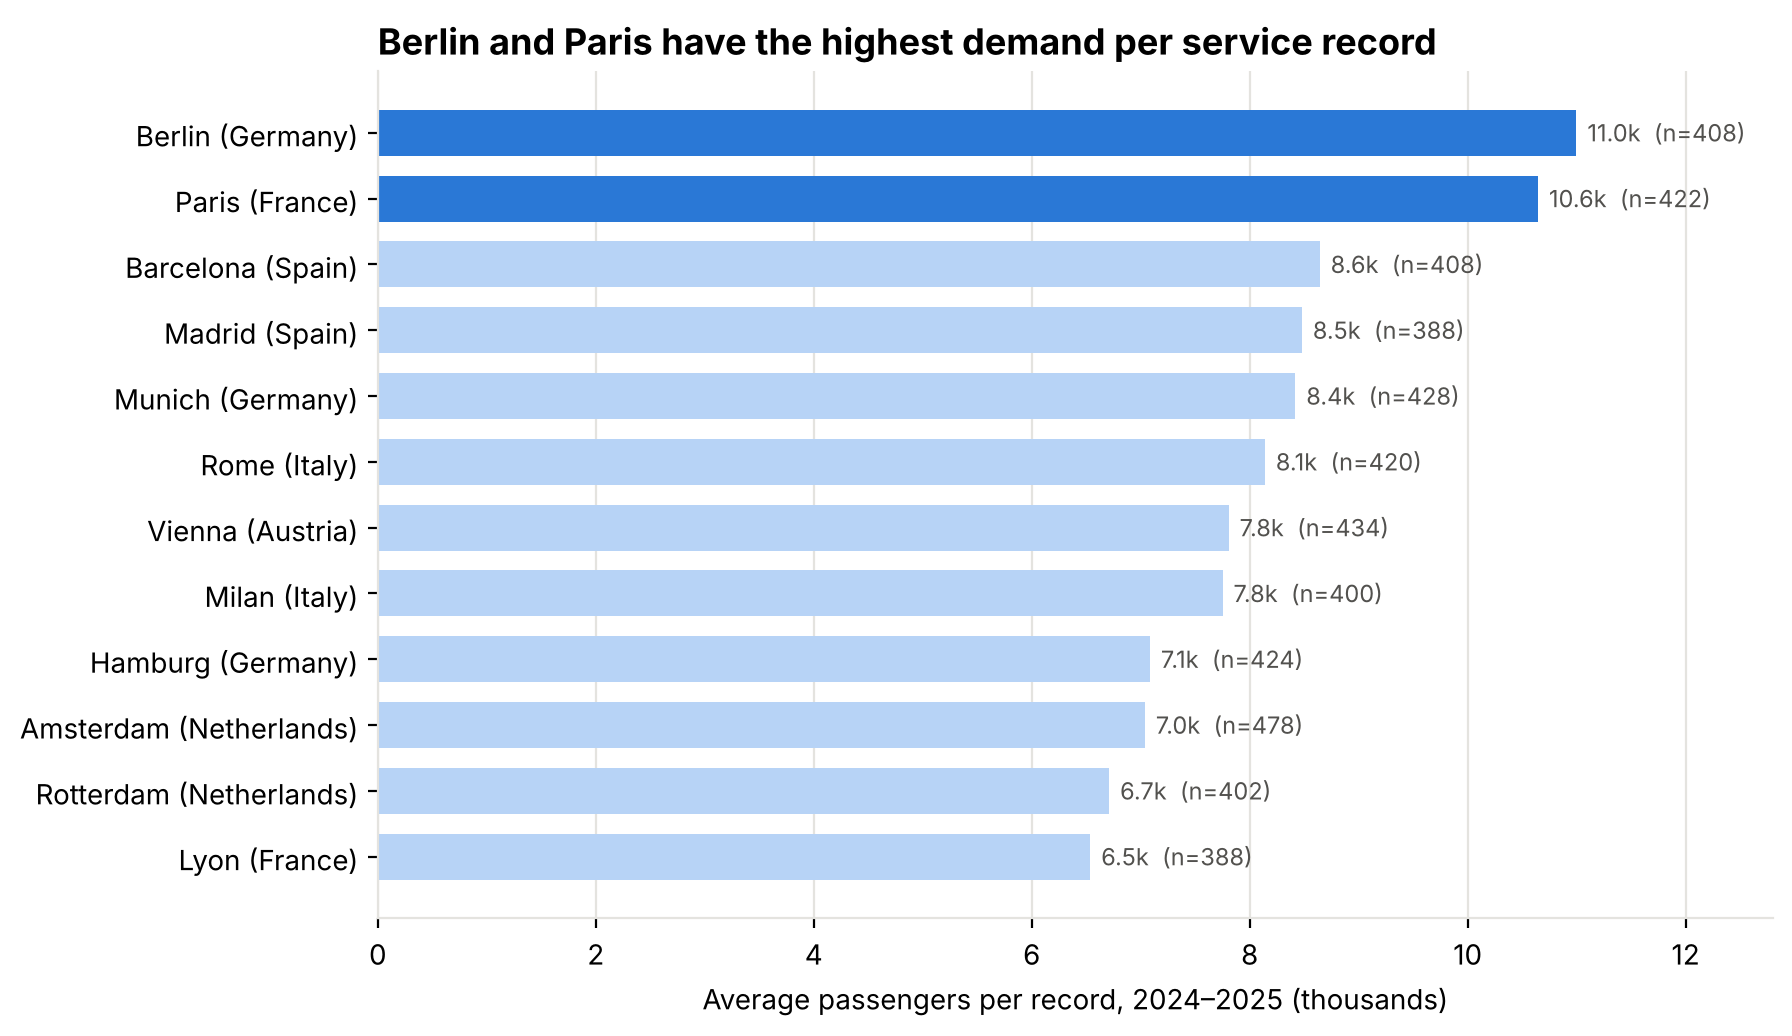 Berlin and Paris have the highest demand per service record
Berlin (Germany) 11.0k (n=408)
Paris (France) 10.6k (n=422)
Barcelona (Spain) 8.6k (n=408)
Madrid (Spain) 8.5k (n=388)
Munich (Germany) 8.4k (n=428)
Rome (Italy) 8.1k (n=420)
Vienna (Austria) 7.8k (n=434)
Milan (Italy) 7.8k (n=400)
Hamburg (Germany) 7.1k (n=424)
Amsterdam (Netherlands) 7.0k (n=478)
Rotterdam (Netherlands) 6.7k (n=402)
Lyon (France) 6.5k (n=388)
0 2 4 6 8 10 12
Average passengers per record, 2024–2025 (thousands)